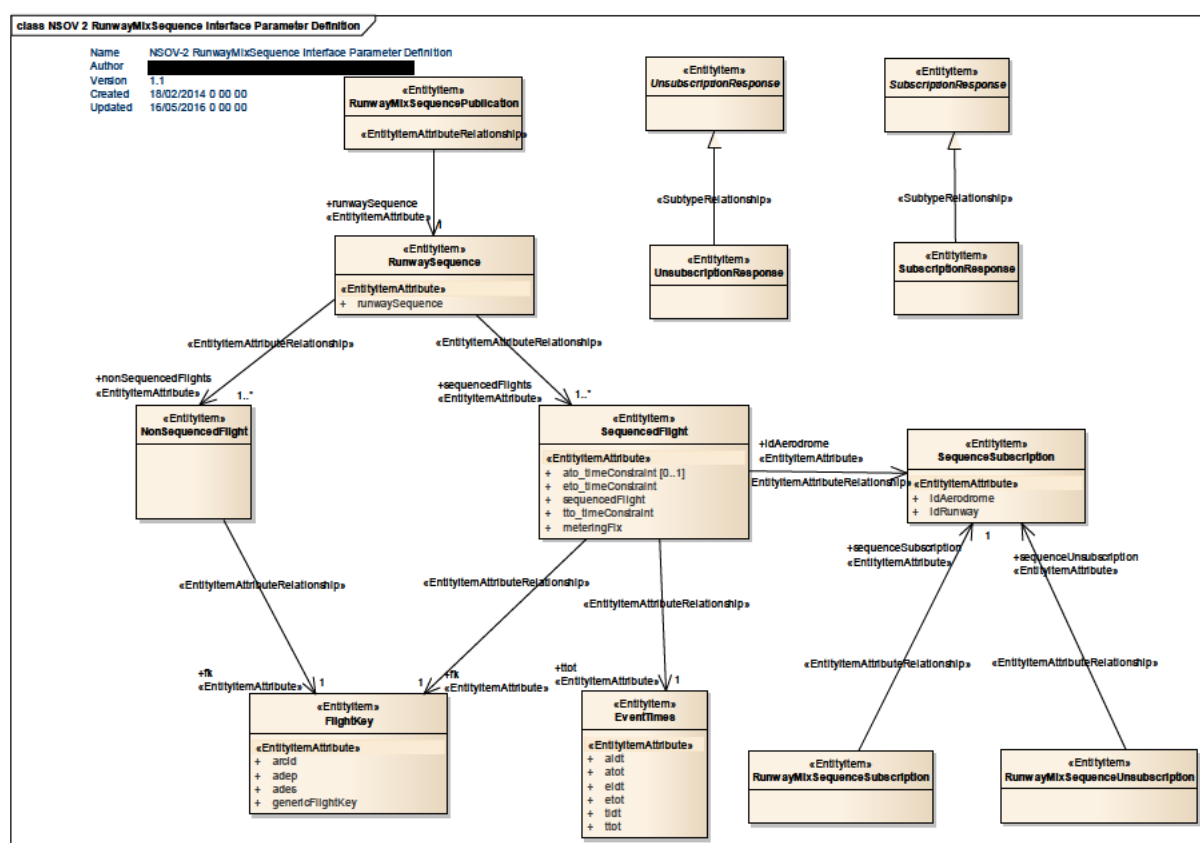 class NSOV 2 RunwayMixSequence Interface Parameter Definition
Name NSOV-2 RunwayMixSequence Interface Parameter Definition
Author
Version 1.1
Created 18/02/2014 0 00 00
Updated 16/05/2016 0 00 00
«EntityItem»
RunwayMixSequencePublication
«EntityItemAttributeRelationship»
«EntityItem»
UnsubscriptionResponse
«EntityItem»
SubscriptionResponse
«SubtypeRelationship»
«SubtypeRelationship»
+runwaySequence
«EntityItemAttribute»
1
«EntityItem»
RunwaySequence
«EntityItemAttribute»
+ runwaySequence
«EntityItem»
UnsubscriptionResponse
«EntityItem»
SubscriptionResponse
«EntityItemAttributeRelationship»
«EntityItemAttributeRelationship»
+nonSequencedFlights
«EntityItemAttribute»
1..*
+sequencedFlights
«EntityItemAttribute»
1..*
«EntityItem»
NonSequencedFlight
«EntityItem»
SequencedFlight
«EntityItemAttribute»
+ ato_timeConstraint [0..1]
+ eto_timeConstraint
+ sequencedFlight
+ tto_timeConstraint
+ meteringFix
+idAerodrome
«EntityItemAttribute»
EntityItemAttributeRelationship»
«EntityItem»
SequenceSubscription
«EntityItemAttribute»
+ idAerodrome
+ idRunway
+sequenceSubscription
«EntityItemAttribute»
1
+sequenceUnsubscription
«EntityItemAttribute»
«EntityItemAttributeRelationship»
«EntityItemAttributeRelationship»
«EntityItemAttributeRelationship»
«EntityItemAttributeRelationship»
«EntityItemAttributeRelationship»
+fk
«EntityItemAttribute»
1
1
+fk
«EntityItemAttribute»
+ttot
«EntityItemAttribute»
1
«EntityItem»
FlightKey
«EntityItemAttribute»
+ arcid
+ adep
+ ades
+ genericFlightKey
«EntityItem»
EventTimes
«EntityItemAttribute»
+ aldt
+ atot
+ eldt
+ etot
+ tldt
+ ttot
«EntityItem»
RunwayMixSequenceSubscription
«EntityItem»
RunwayMixSequenceUnsubscription